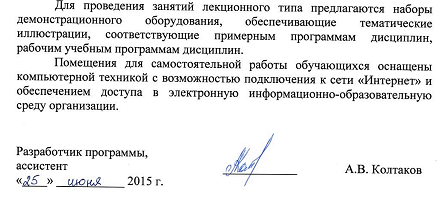 Для проведения занятий лекционного типа предлагаются наборы
демонстрационного оборудования, обеспечивающие тематические
иллюстрации, соответствующие примерным программам дисциплин,
рабочим учебным программам дисциплин.
Помещения для самостоятельной работы обучающихся оснащены
компьютерной техникой с возможностью подключения к сети «Интернет» и
обеспечением доступа в электронную информационно-образовательную
среду организации.
Разработчик программы,
ассистент
А.В. Колтаков
«25» июня 2015 г.